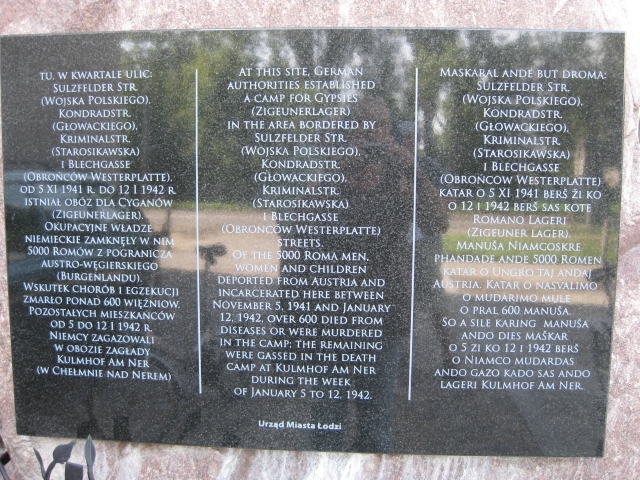 TU, W KWARTALE ULIC:
SULZFELDER STR.
(WOJSKA POLSKIEGO),
KONDRADSTR.
(GŁOWACKIEGO),
KRIMINALSTR.
(STAROSIKAWSKA)
I BLECHGASSE
(OBROŃCÓW WESTERPLATTE),
OD 5 XI 1941 R. DO 12 I 1942 R.
ISTNIAŁ OBÓZ DLA CYGANÓW
(ZIGEUNERLAGER).
OKUPACYJNE WŁADZE
NIEMIECKIE ZAMKNĘŁY W NIM
5000 ROMÓW Z POGRANICZA
AUSTRO-WĘGIERSKIEGO
(BURGENLANDU).
WSKUTEK CHORÓB I EGZEKUCJI
ZMARŁO PONAD 600 WIĘŹNIÓW.
POZOSTAŁYCH MIESZKAŃCÓW
OD 5 DO 12 I 1942 R.
NIEMCY ZAGAZOWALI
W OBOZIE ZAGŁADY
KULMHOF AM NER
(W CHEŁMNIE NAD NEREM)
AT THIS SITE, GERMAN
AUTHORITIES ESTABLISHED
A CAMP FOR GYPSIES
(ZIGEUNERLAGER)
IN THE AREA BORDERED BY
SULZFELDER STR.
(WOJSKA POLSKIEGO),
KONDRADSTR.
(GŁOWACKIEGO),
KRIMINALSTR.
(STAROSIKAWSKA)
I BLECHGASSE
(OBROŃCÓW WESTERPLATTE)
STREETS.
OF THE 5000 ROMA MEN,
WOMEN AND CHILDREN
DEPORTED FROM AUSTRIA AND
INCARCERATED HERE BETWEEN
NOVEMBER 5, 1941 AND JANUARY
12, 1942, OVER 600 DIED FROM
DISEASES OR WERE MURDERED
IN THE CAMP; THE REMAINING
WERE GASSED IN THE DEATH
CAMP AT KULMHOF AM NER
DURING THE WEEK
OF JANUARY 5 TO 12, 1942.
MASKARAL ANDE BUT DROMA:
SULZFELDER STR.
(WOJSKA POLSKIEGO),
KONDRADSTR.
(GŁOWACKIEGO),
KRIMINALSTR.
(STAROSIKAWSKA)
I BLECHGASSE
(OBROŃCOW WESTERPLATTE)
KATAR O 5 XI 1941 BERŠ ŽI KO
O 12 I 1942 BERŠ SAS KOTE
ROMANO LAGERI
(ZIGEUNER LAGER).
MANUŠA NIAMCOSKRE
PHANDADE ANDE 5000 ROMEN
KATAR O UNGRO TAJ ANDAJ
AUSTRIA. KATAR O NASVALIMO
O MUDARIMO MULE
O PRAL 600 MANUŠA.
SO A SILE KARING MANUŠA
ANDO DIES MAŠKAR
O 5 ZI KO 12 I 1942 BERŠ
O NIAMCO MUDARDAS
ANDO GAZO KADO SAS ANDO
LAGERI KULMHOF AM NER.
Urząd Miasta Łodzi